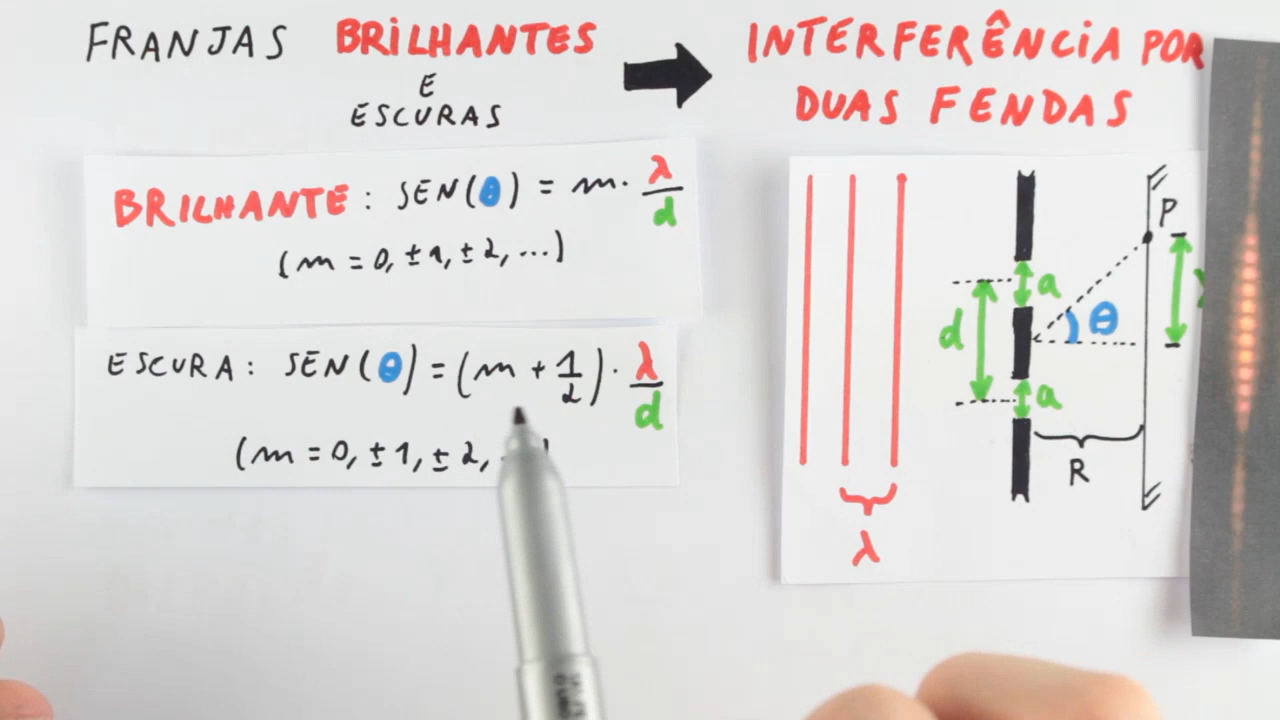 FRANJAS BRILHANTES
E
ESCURAS
INTERFERÊNCIA POR
DUAS FENDAS
BRILHANTE: SEN(θ) = m · λ/d
(m = 0, ±1, ±2, ...)
ESCURA: SEN(θ) = (m + 1/2) · λ/d
(m = 0, ±1, ±2,
λ
d
a
a
θ
P
R